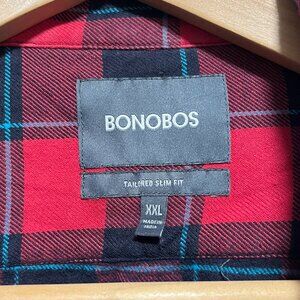 BONOBOS
TAILORED SLIM FIT
XXL
MADE IN
INDIA